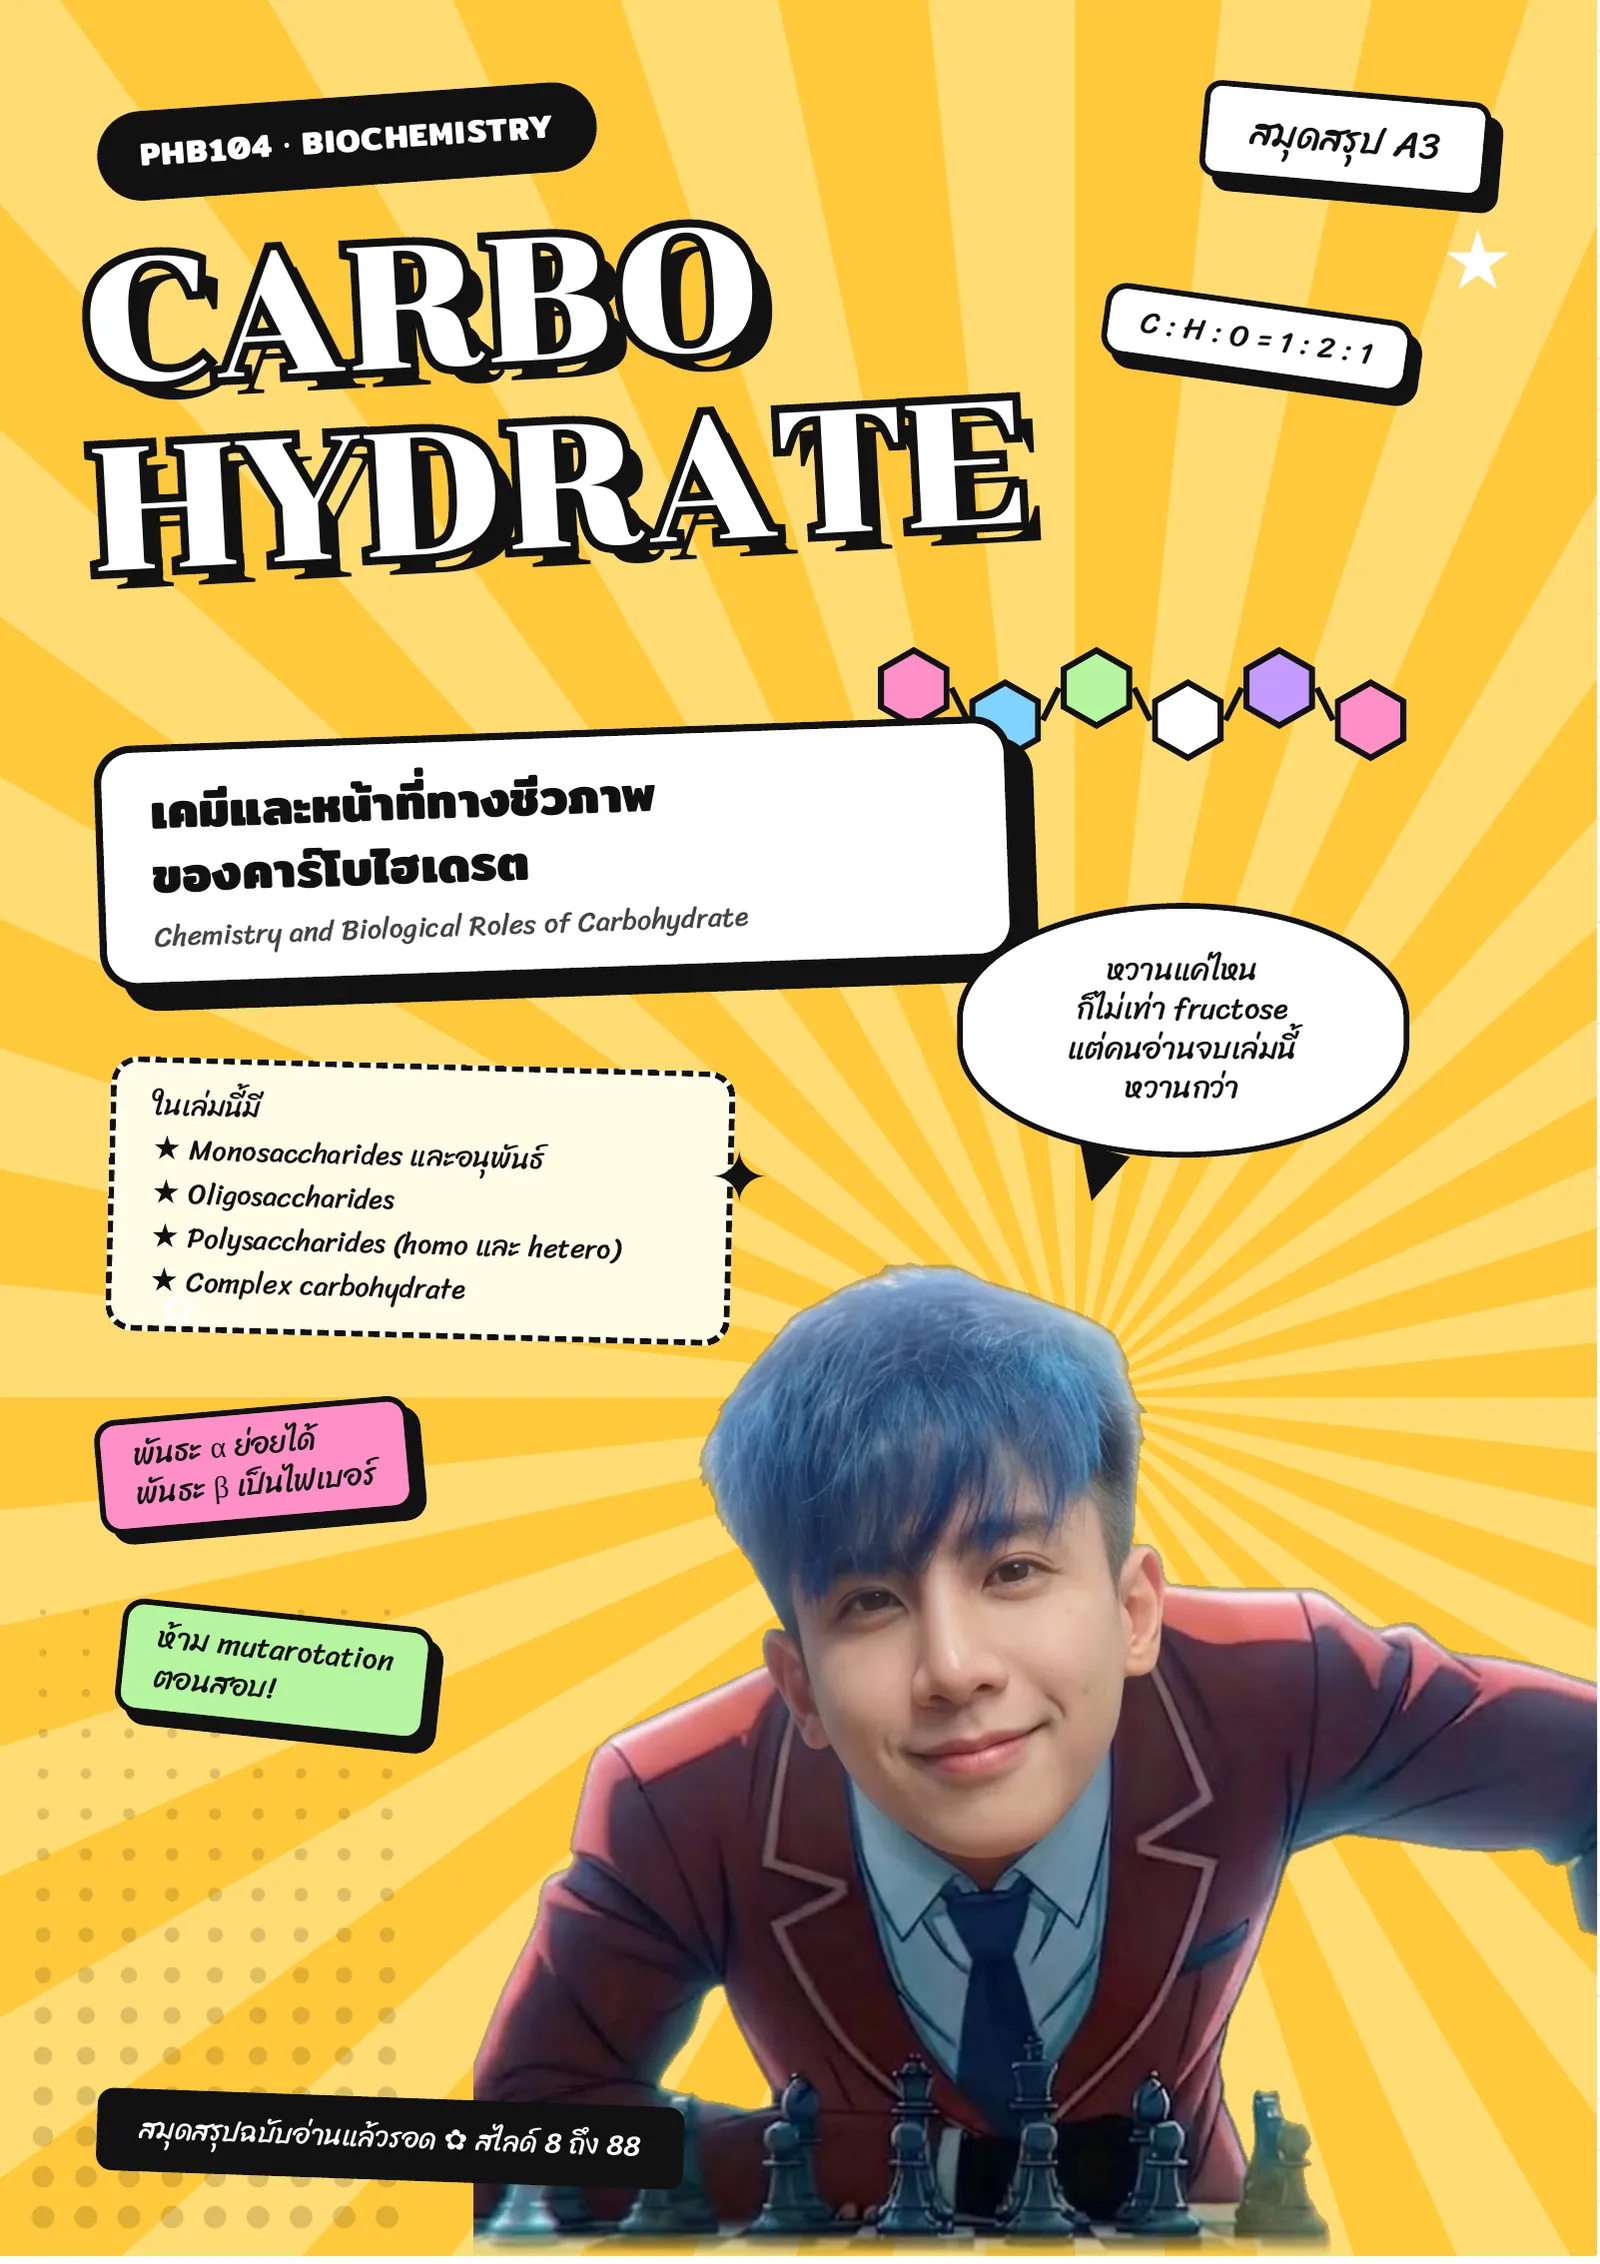 PHB104 · BIOCHEMISTRY
สมุดสรุป A3
CARBO
HYDRATE
C : H : O = 1 : 2 : 1
เคมีและหน้าที่ทางชีวภาพ
ของคาร์โบไฮเดรต
Chemistry and Biological Roles of Carbohydrate
หวานแค่ไหน
ก็ไม่เท่า fructose
แต่คนอ่านจบเล่มนี้
หวานกว่า
ในเล่มนี้มี
★ Monosaccharides และอนุพันธ์
★ Oligosaccharides
★ Polysaccharides (homo และ hetero)
★ Complex carbohydrate
พันธะ α ย่อยได้
พันธะ β เป็นไฟเบอร์
ห้าม mutarotation
ตอนสอบ!
สมุดสรุปฉบับอ่านแล้วรอด ✿ สไลด์ 8 ถึง 88